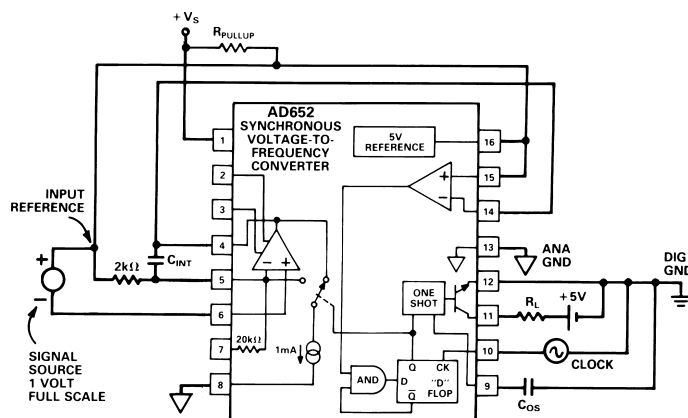 + VS
RPULLUP
AD652
SYNCHRONOUS
VOLTAGE-TO-
FREQUENCY
CONVERTER
5V
REFERENCE
1
2
3
4
5
6
7
8
16
15
14
13
12
11
10
9
+
−
− +
INPUT
REFERENCE
+
−
2kΩ
CINT
SIGNAL
SOURCE
1 VOLT
FULL SCALE
20kΩ
1mA
ONE
SHOT
AND
D
Q
CK
"D"
FLOP
Q̅
ANA
GND
DIG
GND
RL
+5V
CLOCK
COS